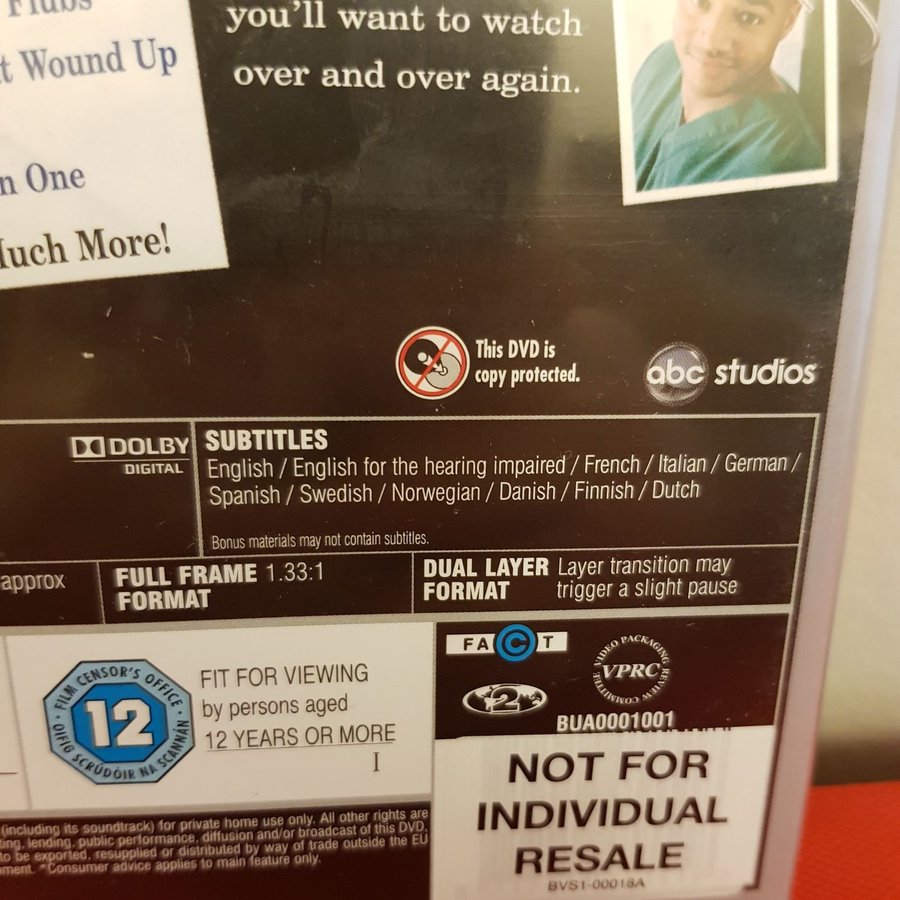 Flubs
t Wound Up
n One
Much More!
you'll want to watch
over and over again.
This DVD is
copy protected.
abc studios
DOLBY
DIGITAL
SUBTITLES
English / English for the hearing impaired / French / Italian / German /
Spanish / Swedish / Norwegian / Danish / Finnish / Dutch
Bonus materials may not contain subtitles.
approx
FULL FRAME 1.33:1
FORMAT
DUAL LAYER Layer transition may
FORMAT trigger a slight pause
FILM CENSOR'S OFFICE
12
OIFIG SCRÚDÓIR NA SCANNÁN
FIT FOR VIEWING
by persons aged
12 YEARS OR MORE
I
FACT
2
VIDEO PACKAGING
VPRC
REVIEW COMMITTEE
BUA0001001
NOT FOR
INDIVIDUAL
RESALE
BVS1-00018A
(including its soundtrack) for private home use only. All other rights are
ting, lending, public performance, diffusion and/or broadcast of this DVD,
to be exported, resupplied or distributed by way of trade outside the EU
ment. *Consumer advice applies to main feature only.